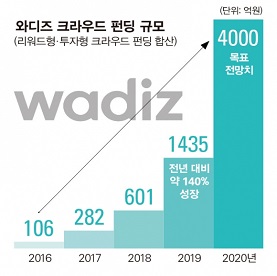 와디즈 크라우드 펀딩 규모
(리워드형·투자형 크라우드 펀딩 합산)
(단위: 억원)
wadiz
106
282
601
1435
전년 대비
약 140%
성장
4000
목표
전망치
2016
2017
2018
2019
2020년